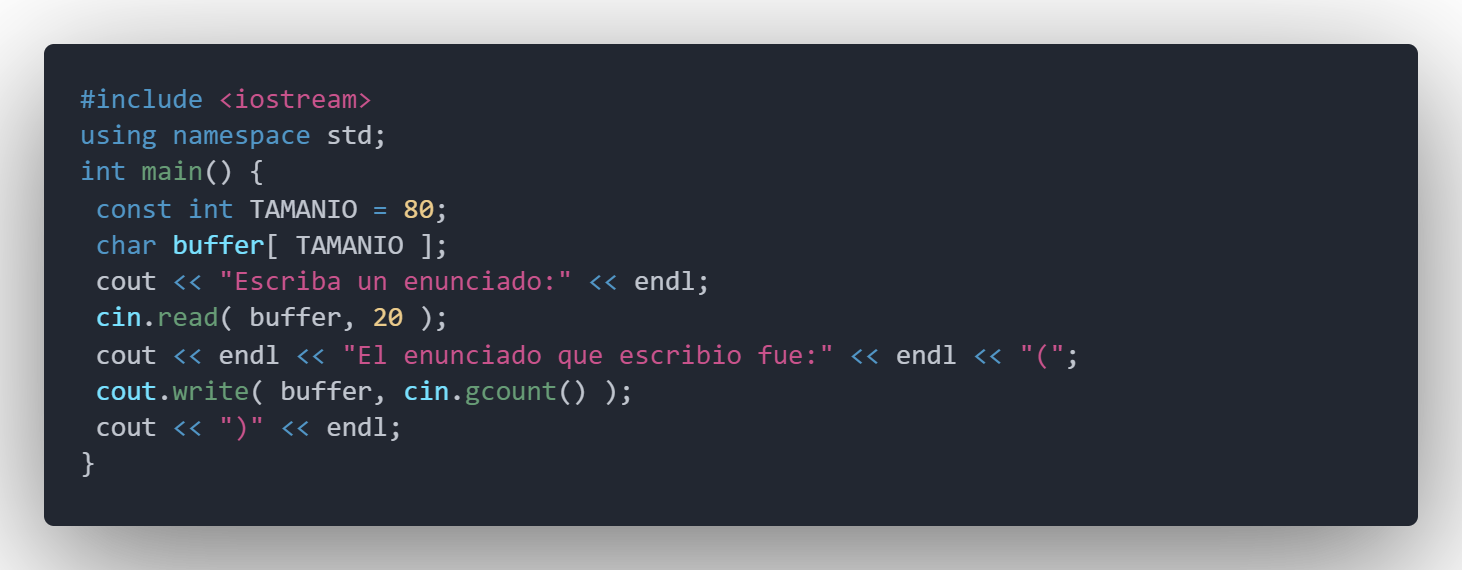 #include <iostream>
using namespace std;
int main() {
 const int TAMANIO = 80;
 char buffer[ TAMANIO ];
 cout << "Escriba un enunciado:" << endl;
 cin.read( buffer, 20 );
 cout << endl << "El enunciado que escribio fue:" << endl << "(";
 cout.write( buffer, cin.gcount() );
 cout << ")" << endl;
}